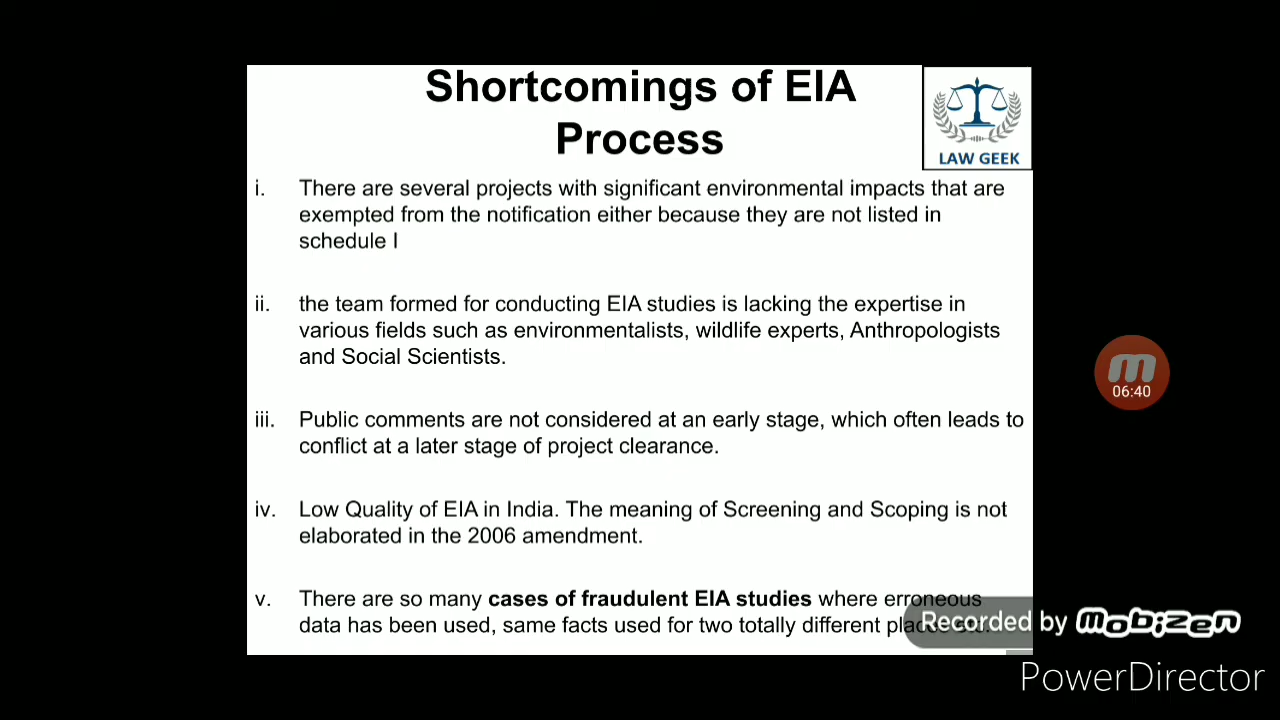 Shortcomings of EIA
Process
LAW GEEK
i. There are several projects with significant environmental impacts that are
exempted from the notification either because they are not listed in
schedule I
ii. the team formed for conducting EIA studies is lacking the expertise in
various fields such as environmentalists, wildlife experts, Anthropologists
and Social Scientists.
iii. Public comments are not considered at an early stage, which often leads to
conflict at a later stage of project clearance.
iv. Low Quality of EIA in India. The meaning of Screening and Scoping is not
elaborated in the 2006 amendment.
v. There are so many cases of fraudulent EIA studies where erroneous
data has been used, same facts used for two totally different
06:40
Recorded by Mobizen
PowerDirector